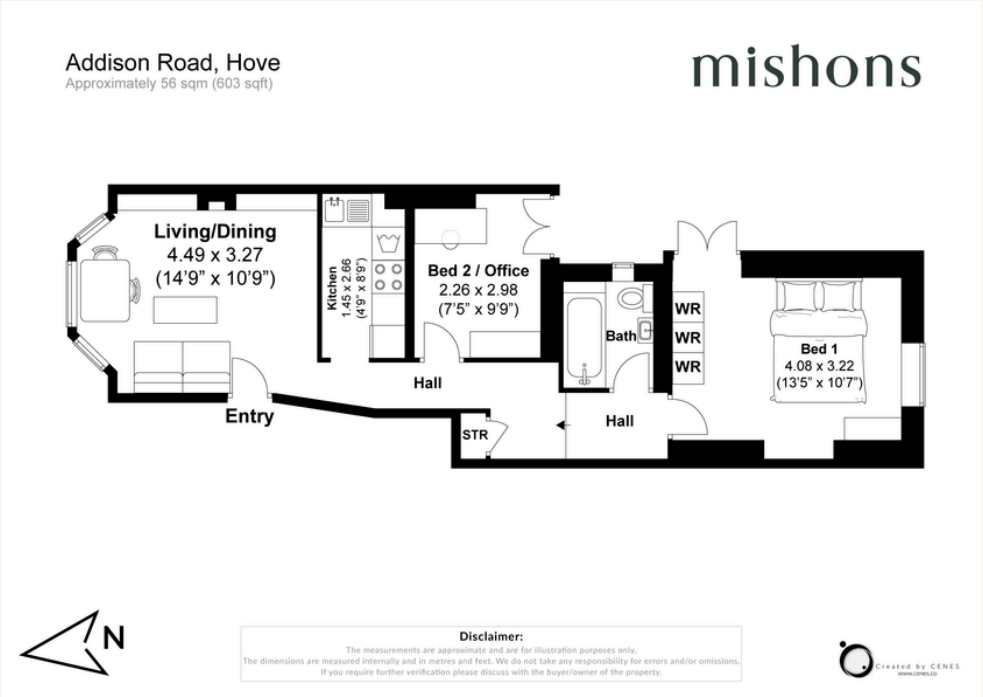 Addison Road, Hove
Approximately 56 sqm (603 sqft)
mishons
Living/Dining
4.49 x 3.27
(14'9" x 10'9")
Kitchen
1.45 x 2.66
(4'9" x 8'9")
Bed 2 / Office
2.26 x 2.98
(7'5" x 9'9")
Bath
WR
WR
WR
Bed 1
4.08 x 3.22
(13'5" x 10'7")
Hall
Entry
STR
Hall
N
Disclaimer:
The measurements are approximate and are for illustration purposes only.
The dimensions are measured internally and in metres and feet. We do not take any responsibility for errors and/or omissions.
If you require further verification please discuss with the buyer/owner of the property.
Created by CENES
www.cenes.co